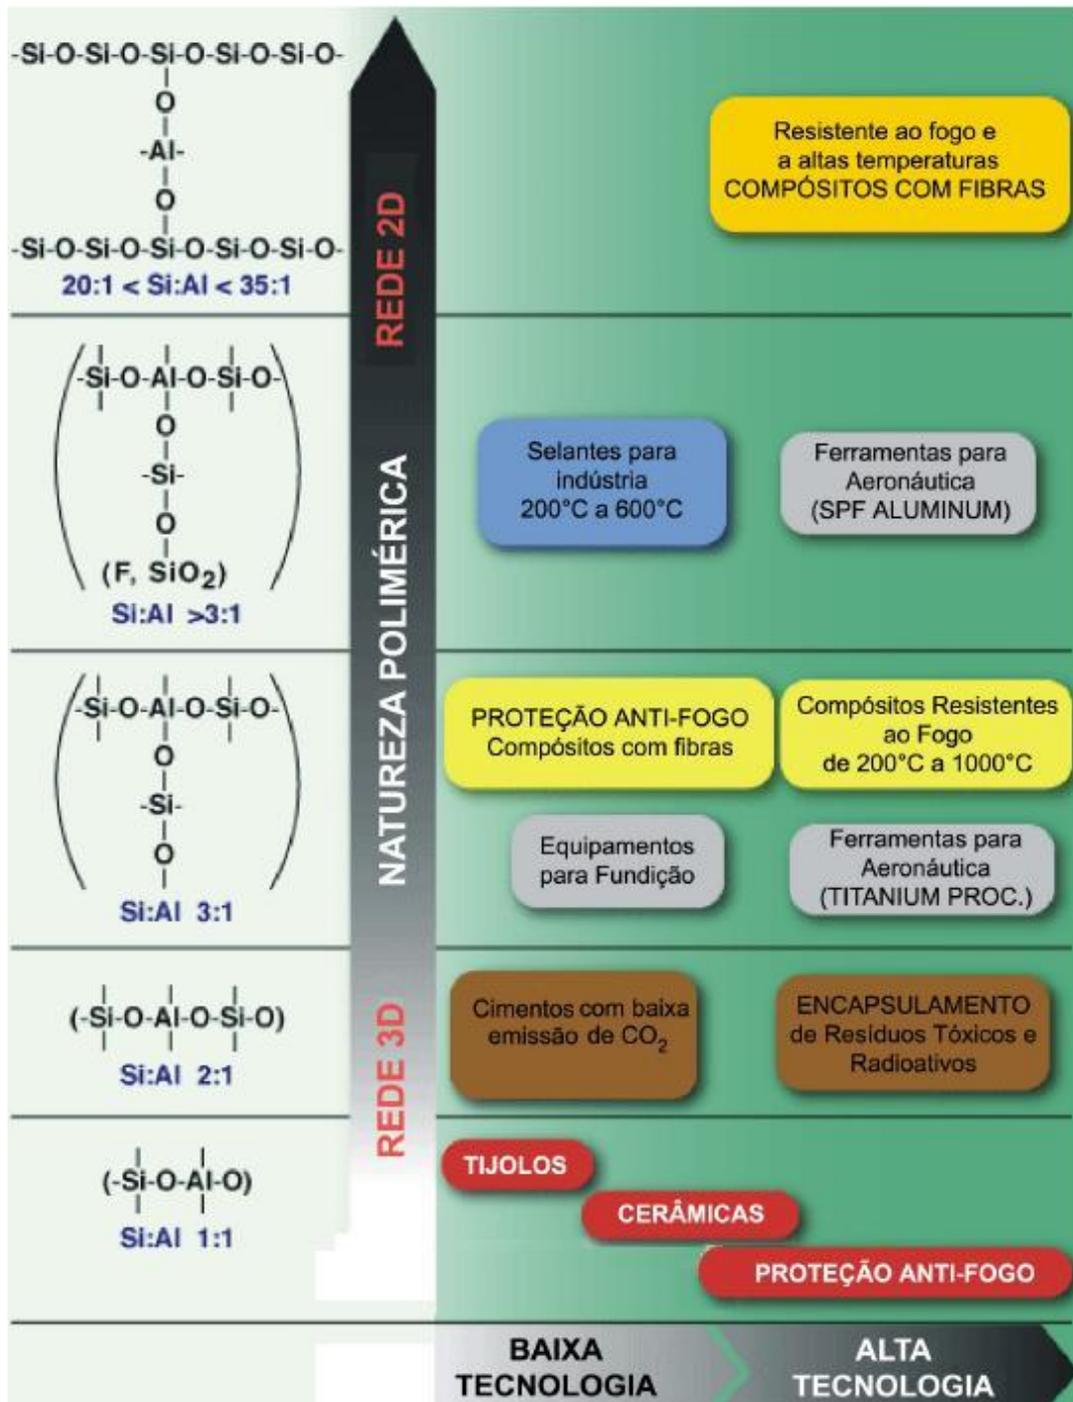 -Si-O-Si-O-Si-O-Si-O-Si-O-
O
-Al-
O
-Si-O-Si-O-Si-O-Si-O-Si-O-
20:1 < Si:Al < 35:1
REDE 2D
Resistente ao fogo e
a altas temperaturas
COMPÓSITOS COM FIBRAS
-Si-O-Al-O-Si-O-
O
-Si-
O
(F, SiO₂)
Si:Al >3:1
NATUREZA POLIMÉRICA
Selantes para
indústria
200°C a 600°C
Ferramentas para
Aeronáutica
(SPF ALUMINUM)
-Si-O-Al-O-Si-O-
O
-Si-
O
Si:Al 3:1
PROTEÇÃO ANTI-FOGO
Compósitos com fibras
Compósitos Resistentes
ao Fogo
de 200°C a 1000°C
Equipamentos
para Fundição
Ferramentas para
Aeronáutica
(TITANIUM PROC.)
(-Si-O-Al-O-Si-O)
Si:Al 2:1
REDE 3D
Cimentos com baixa
emissão de CO₂
ENCAPSULAMENTO
de Resíduos Tóxicos e
Radioativos
(-Si-O-Al-O)
Si:Al 1:1
TIJOLOS
CERÂMICAS
PROTEÇÃO ANTI-FOGO
BAIXA
TECNOLOGIA
ALTA
TECNOLOGIA